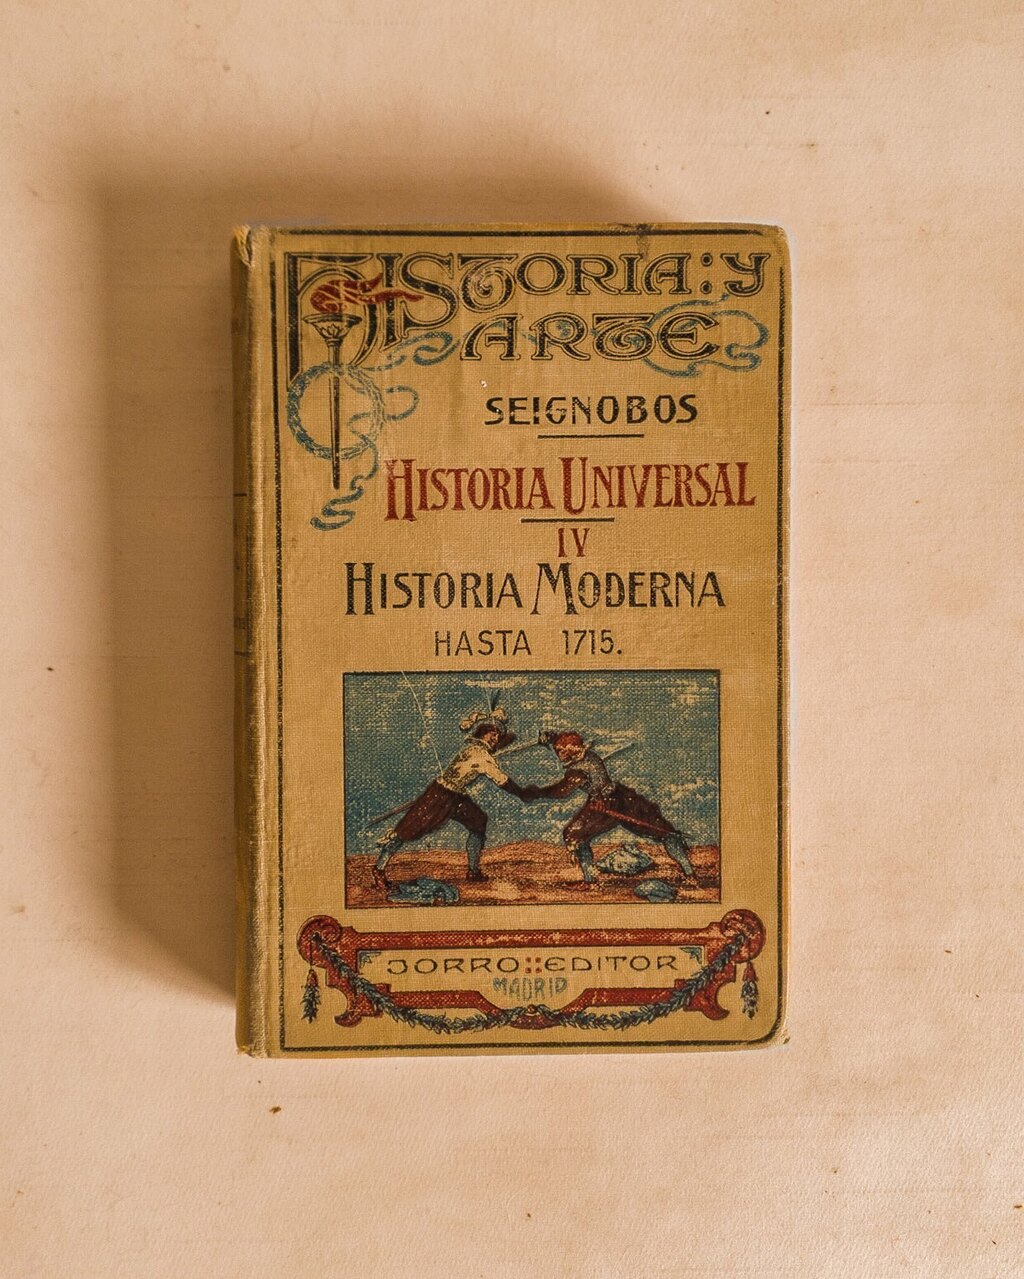 HISTORIA: Y
ARTE
SEIGNOBOS
HISTORIA UNIVERSAL
IV
HISTORIA MODERNA
HASTA 1715.
JORRO::EDITOR
MADRID